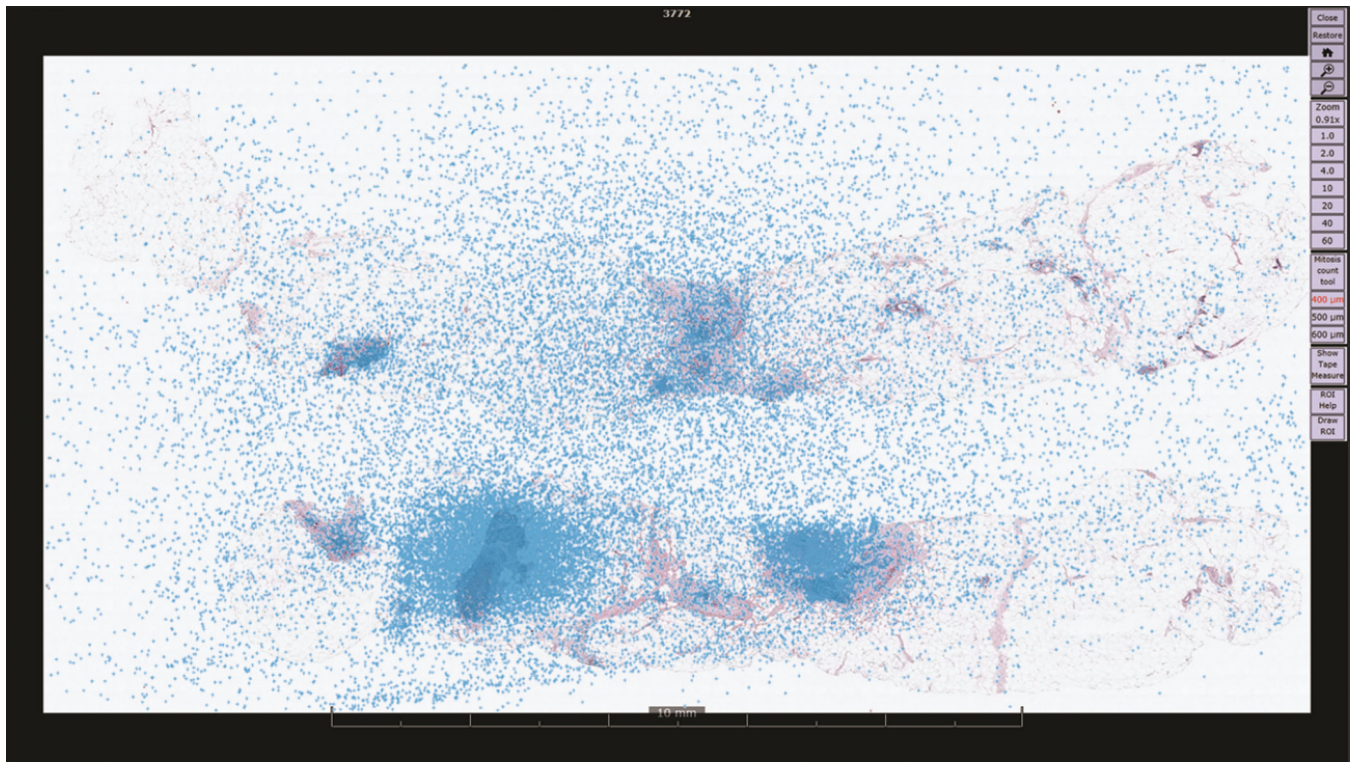 3772
Close
Restore
Zoom
0.91x
1.0
2.0
4.0
10
20
40
60
Mitosis
count
tool
400 µm
500 µm
600 µm
Show
Tape
Measure
ROI
Help
Draw
ROI
10 mm